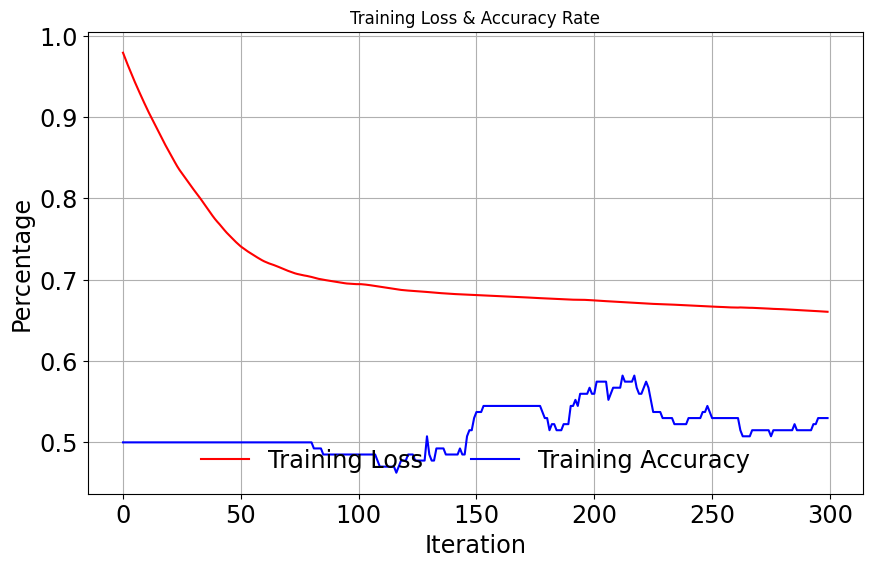 Training Loss & Accuracy Rate
1.0
0.9
0.8
0.7
0.6
0.5
Percentage
Training Loss Training Accuracy
0 50 100 150 200 250 300
Iteration